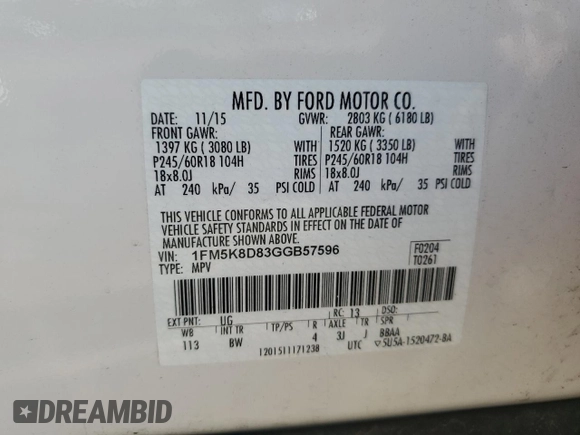 MFD. BY FORD MOTOR CO.
DATE: 11/15 GVWR: 2803 KG ( 6180 LB)
FRONT GAWR: REAR GAWR:
1397 KG ( 3080 LB) WITH 1520 KG ( 3350 LB) WITH
P245/60R18 104H TIRES P245/60R18 104H TIRES
18x8.0J RIMS 18x8.0J RIMS
AT 240 kPa/ 35 PSI COLD AT 240 kPa/ 35 PSI COLD
THIS VEHICLE CONFORMS TO ALL APPLICABLE FEDERAL MOTOR
VEHICLE SAFETY STANDARDS IN EFFECT ON THE DATE OF
MANUFACTURE SHOWN ABOVE.
VIN: 1FM5K8D83GGB57596 F0204
TYPE: MPV T0261
EXT PNT: UG RC: 13 DSO:
WB INT TR TP/PS R AXLE TR SPR
113 BW 4 3J J BBAA
1201511171238 UTC 5USA-1520472-BA
DREAMBID